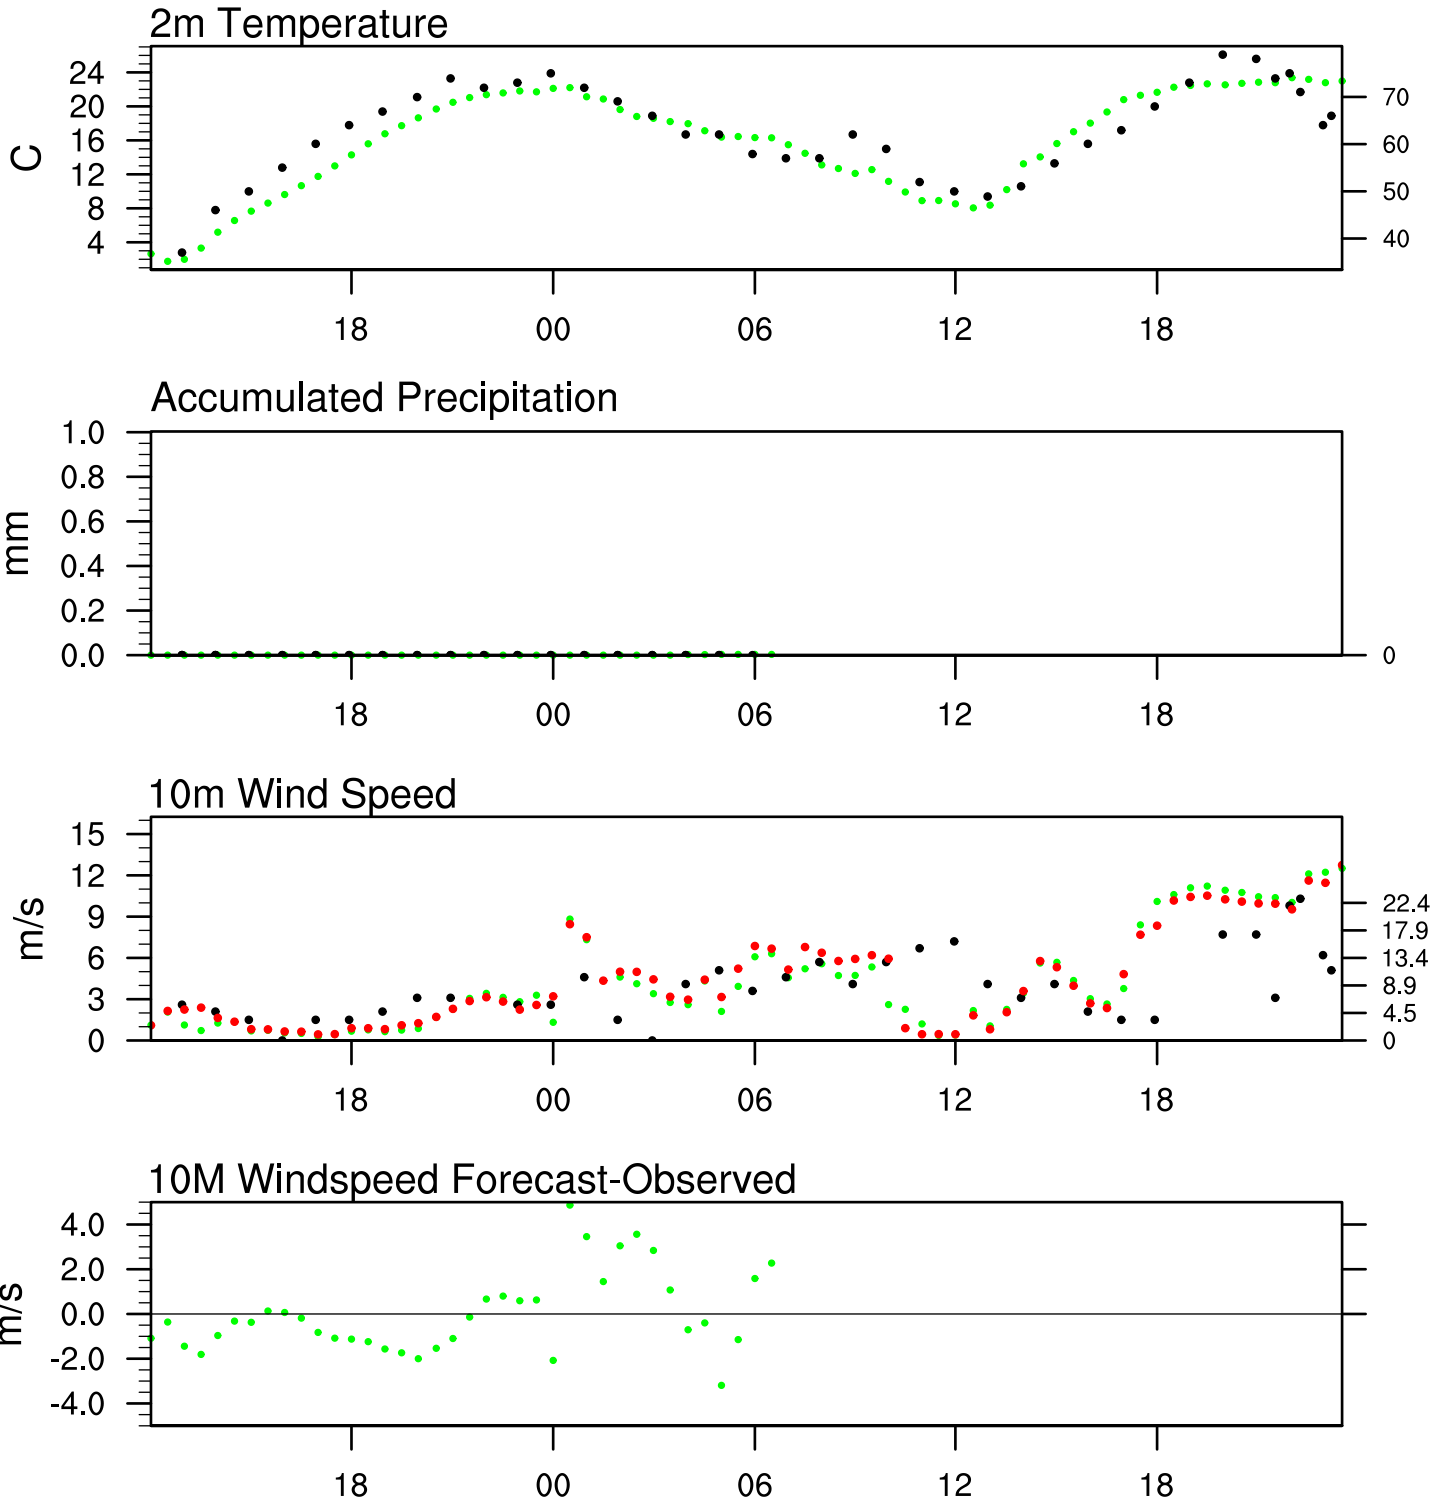 2m Temperature
24
20
16
12
8
4
C
70
60
50
40
18 00 06 12 18
Accumulated Precipitation
1.0
0.8
0.6
0.4
0.2
0.0
mm
0
18 00 06 12 18
10m Wind Speed
15
12
9
6
3
0
m/s
22.4
17.9
13.4
8.9
4.5
0
18 00 06 12 18
10M Windspeed Forecast-Observed
4.0
2.0
0.0
-2.0
-4.0
m/s
18 00 06 12 18